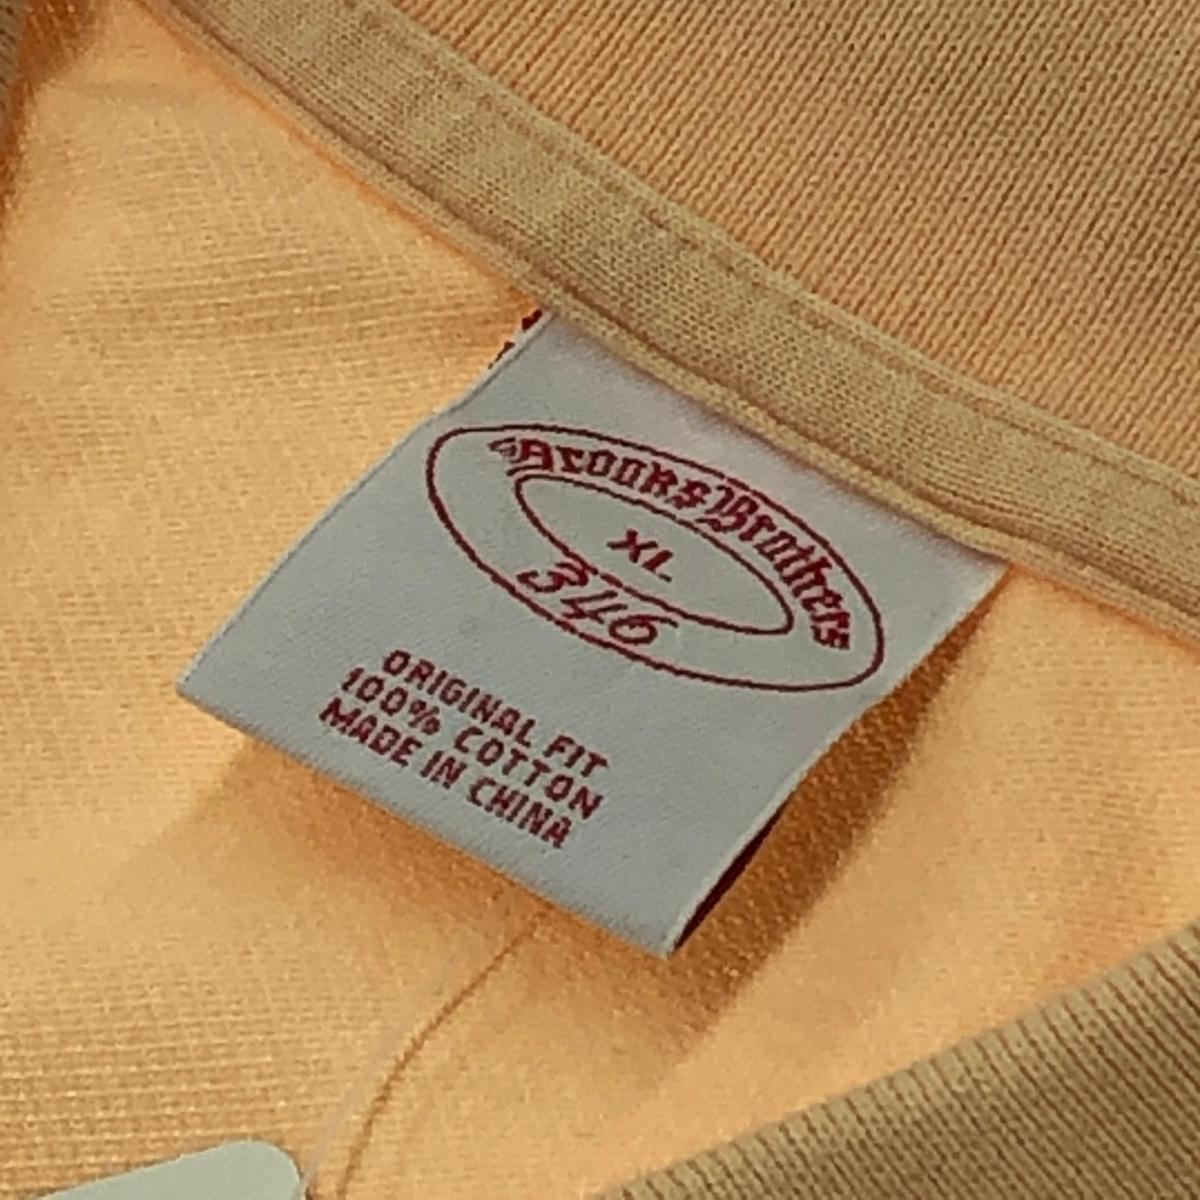 Brooks Brothers
XL
346
ORIGINAL FIT
100% COTTON
MADE IN CHINA